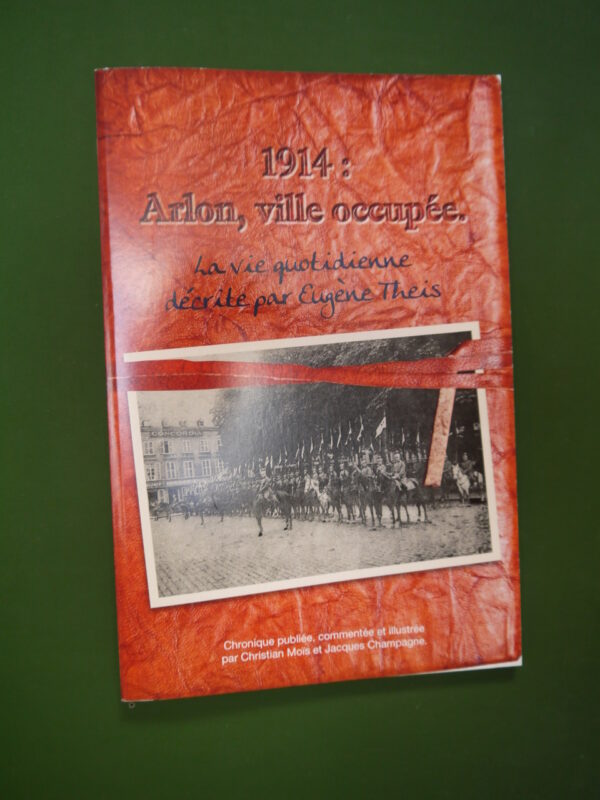 1914 :
Arlon, ville occupée.
La vie quotidienne
décrite par Eugène Theis
CONCORDIA
Chronique publiée, commentée et illustrée
par Christian Moïs et Jacques Champagne.